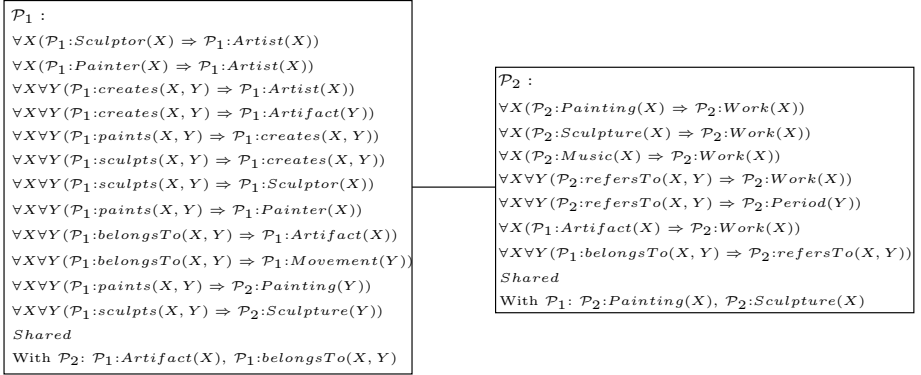 𝒫₁ :
∀X(𝒫₁:Sculptor(X) ⇒ 𝒫₁:Artist(X))
∀X(𝒫₁:Painter(X) ⇒ 𝒫₁:Artist(X))
∀X∀Y(𝒫₁:creates(X, Y) ⇒ 𝒫₁:Artist(X))
∀X∀Y(𝒫₁:creates(X, Y) ⇒ 𝒫₁:Artifact(Y))
∀X∀Y(𝒫₁:paints(X, Y) ⇒ 𝒫₁:creates(X, Y))
∀X∀Y(𝒫₁:sculpts(X, Y) ⇒ 𝒫₁:creates(X, Y))
∀X∀Y(𝒫₁:sculpts(X, Y) ⇒ 𝒫₁:Sculptor(X))
∀X∀Y(𝒫₁:paints(X, Y) ⇒ 𝒫₁:Painter(X))
∀X∀Y(𝒫₁:belongsTo(X, Y) ⇒ 𝒫₁:Artifact(X))
∀X∀Y(𝒫₁:belongsTo(X, Y) ⇒ 𝒫₁:Movement(Y))
∀X∀Y(𝒫₁:paints(X, Y) ⇒ 𝒫₂:Painting(Y))
∀X∀Y(𝒫₁:sculpts(X, Y) ⇒ 𝒫₂:Sculpture(Y))
Shared
With 𝒫₂: 𝒫₁:Artifact(X), 𝒫₁:belongsTo(X, Y)
𝒫₂ :
∀X(𝒫₂:Painting(X) ⇒ 𝒫₂:Work(X))
∀X(𝒫₂:Sculpture(X) ⇒ 𝒫₂:Work(X))
∀X(𝒫₂:Music(X) ⇒ 𝒫₂:Work(X))
∀X∀Y(𝒫₂:refersTo(X, Y) ⇒ 𝒫₂:Work(X))
∀X∀Y(𝒫₂:refersTo(X, Y) ⇒ 𝒫₂:Period(Y))
∀X(𝒫₁:Artifact(X) ⇒ 𝒫₂:Work(X))
∀X∀Y(𝒫₁:belongsTo(X, Y) ⇒ 𝒫₂:refersTo(X, Y))
Shared
With 𝒫₁: 𝒫₂:Painting(X), 𝒫₂:Sculpture(X)